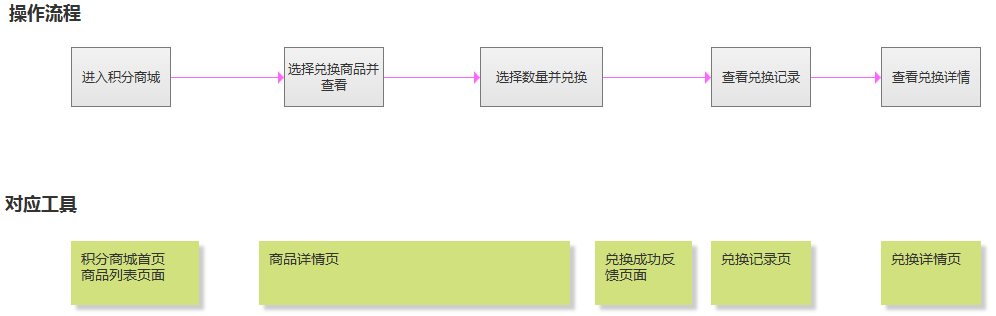 操作流程
进入积分商城
选择兑换商品并
查看
选择数量并兑换
查看兑换记录
查看兑换详情
对应工具
积分商城首页
商品列表页面
商品详情页
兑换成功反
馈页面
兑换记录页
兑换详情页